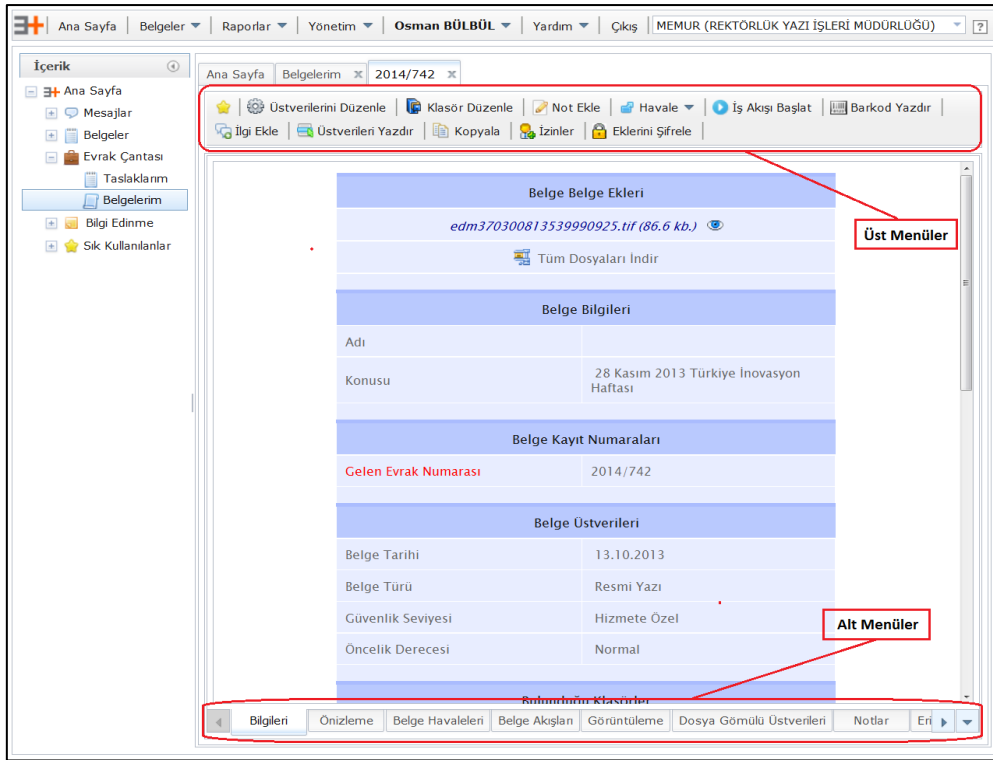 Ana Sayfa Belgeler Raporlar Yönetim Osman BÜLBÜL Yardım Çıkış MEMUR (REKTÖRLÜK YAZI İŞLERİ MÜDÜRLÜĞÜ) ?
İçerik
Ana Sayfa
Mesajlar
Belgeler
Evrak Çantası
Taslaklarım
Belgelerim
Bilgi Edinme
Sık Kullanılanlar
Ana Sayfa Belgelerim x 2014/742 x
Üstverilerini Düzenle Klasör Düzenle Not Ekle Havale İş Akışı Başlat Barkod Yazdır
İlgi Ekle Üstverileri Yazdır Kopyala İzinler Eklerini Şifrele
Üst Menüler
Belge Belge Ekleri
edm370300813539990925.tif (86.6 kb.)
Tüm Dosyaları İndir
Belge Bilgileri
Adı
Konusu 28 Kasım 2013 Türkiye İnovasyon
Haftası
Belge Kayıt Numaraları
Gelen Evrak Numarası 2014/742
Belge Üstverileri
Belge Tarihi 13.10.2013
Belge Türü Resmi Yazı
Güvenlik Seviyesi Hizmete Özel
Öncelik Derecesi Normal
Alt Menüler
Bulunduğu Klasörler
Bilgileri Önizleme Belge Havaleleri Belge Akışları Görüntüleme Dosya Gömülü Üstverileri Notlar Eri